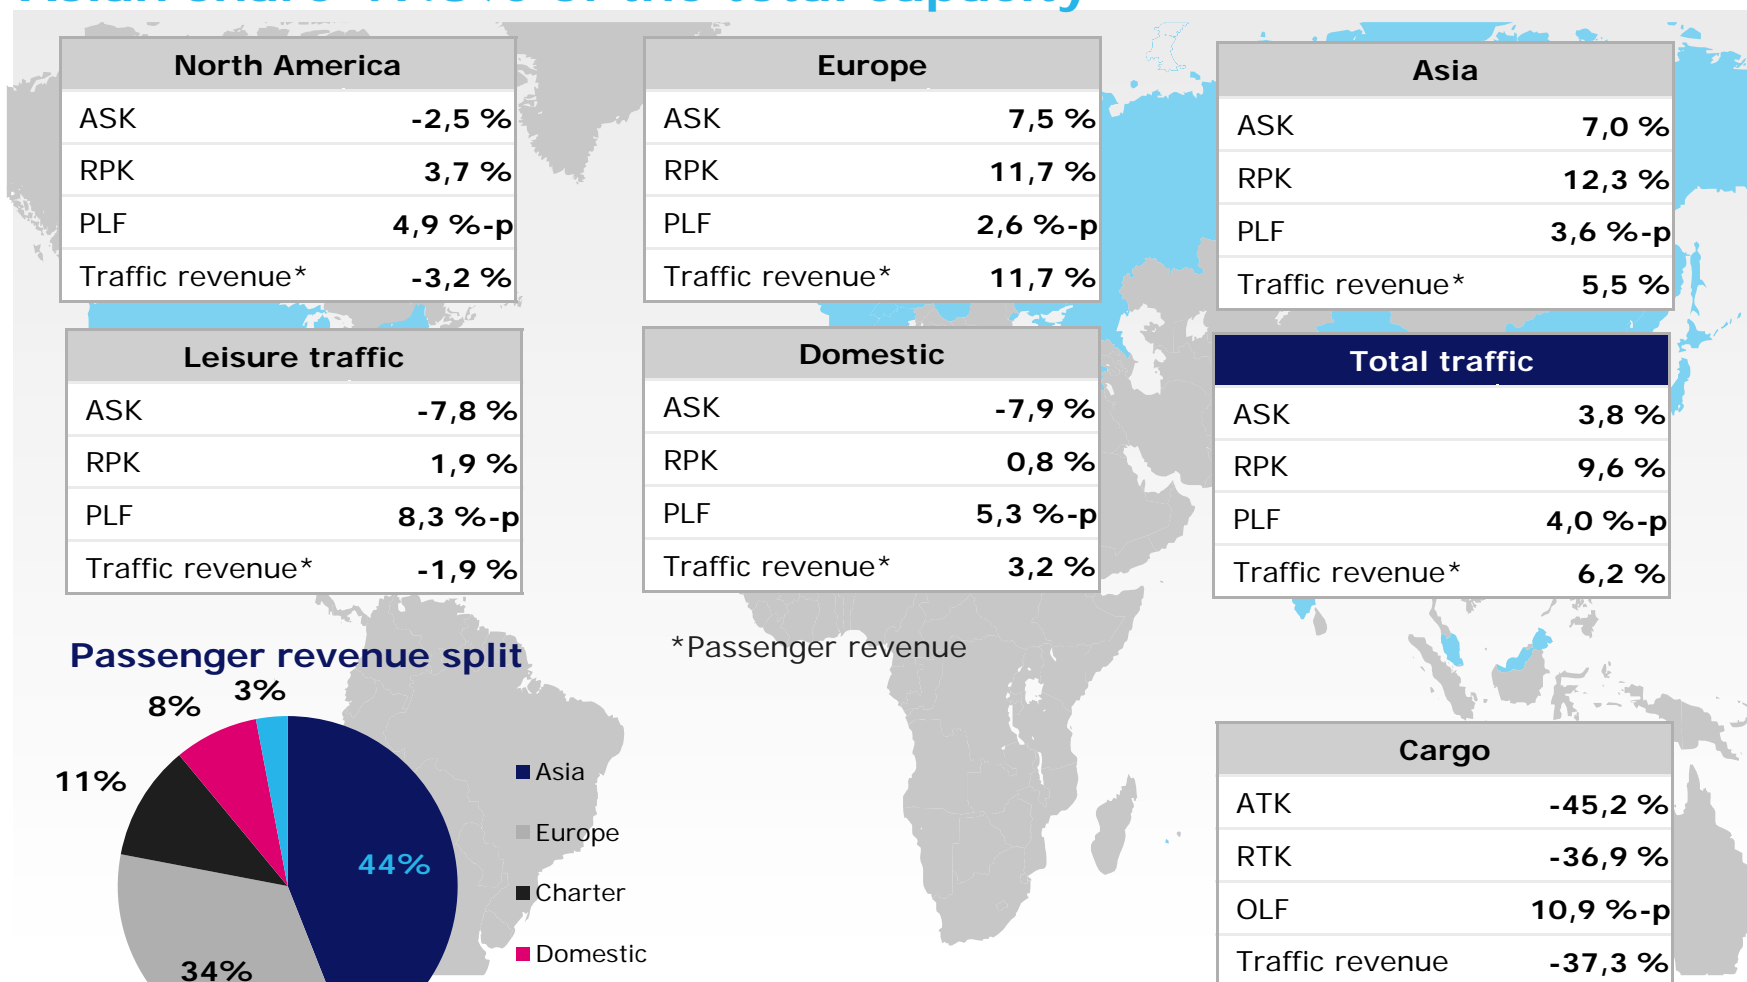 of the total capacity
North America
ASK -2,5 %
RPK 3,7 %
PLF 4,9 %-p
Traffic revenue* -3,2 %
Europe
ASK 7,5 %
RPK 11,7 %
PLF 2,6 %-p
Traffic revenue* 11,7 %
Asia
ASK 7,0 %
RPK 12,3 %
PLF 3,6 %-p
Traffic revenue* 5,5 %
Leisure traffic
ASK -7,8 %
RPK 1,9 %
PLF 8,3 %-p
Traffic revenue* -1,9 %
Domestic
ASK -7,9 %
RPK 0,8 %
PLF 5,3 %-p
Traffic revenue* 3,2 %
Total traffic
ASK 3,8 %
RPK 9,6 %
PLF 4,0 %-p
Traffic revenue* 6,2 %
*Passenger revenue
Passenger revenue split
3%
8%
11%
44%
34%
Asia
Europe
Charter
Domestic
Cargo
ATK -45,2 %
RTK -36,9 %
OLF 10,9 %-p
Traffic revenue -37,3 %